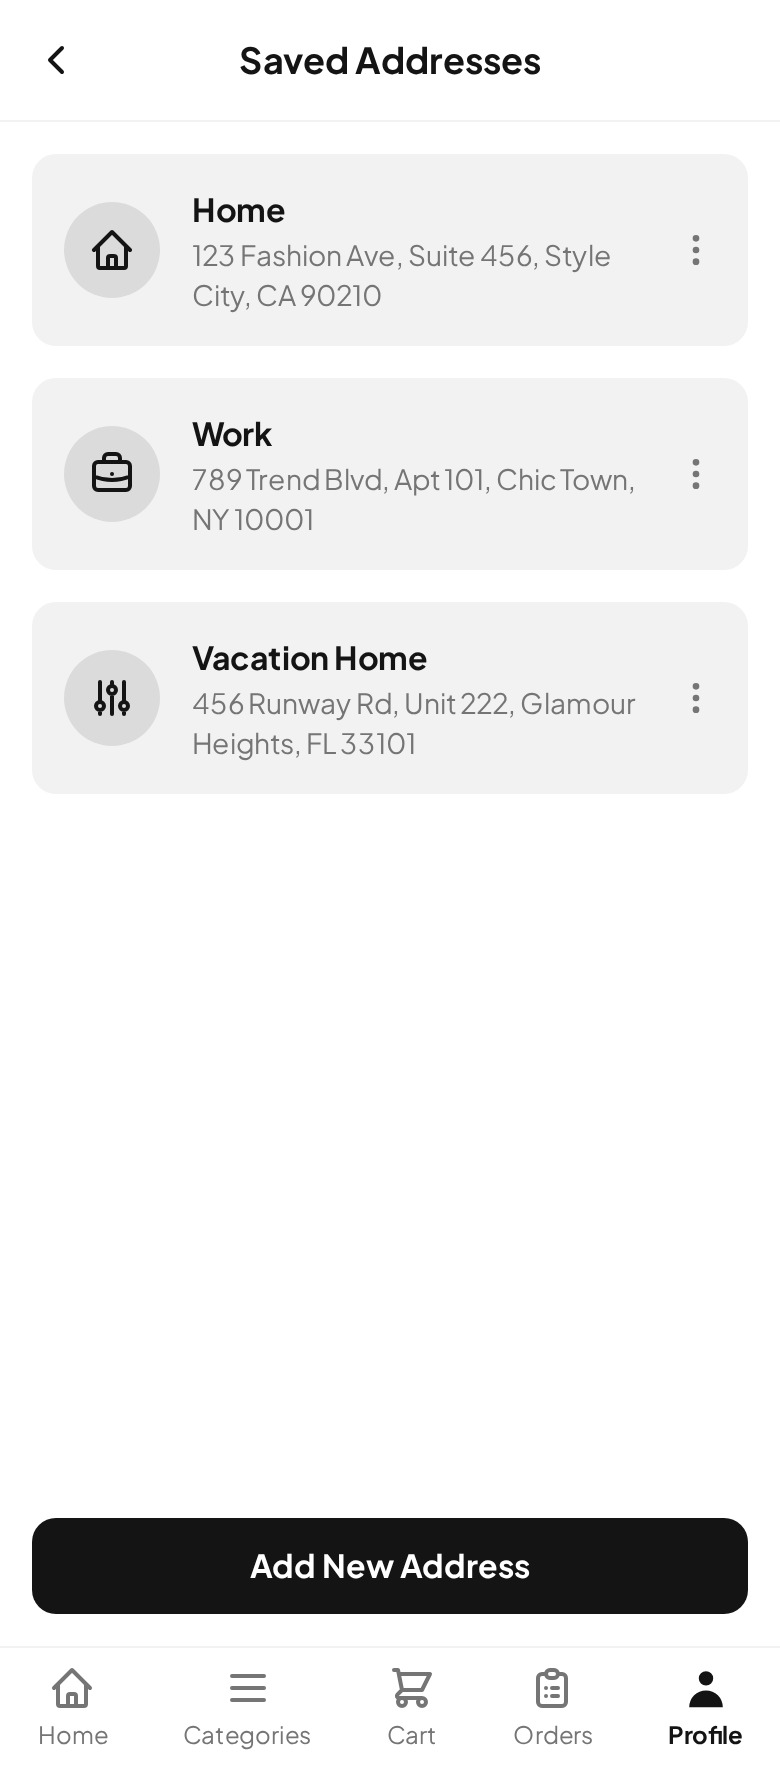 Saved Addresses
Home
123 Fashion Ave, Suite 456, Style
City, CA 90210
Work
789 Trend Blvd, Apt 101, Chic Town,
NY 10001
Vacation Home
456 Runway Rd, Unit 222, Glamour
Heights, FL 33101
Add New Address
Home
Categories
Cart
Orders
Profile